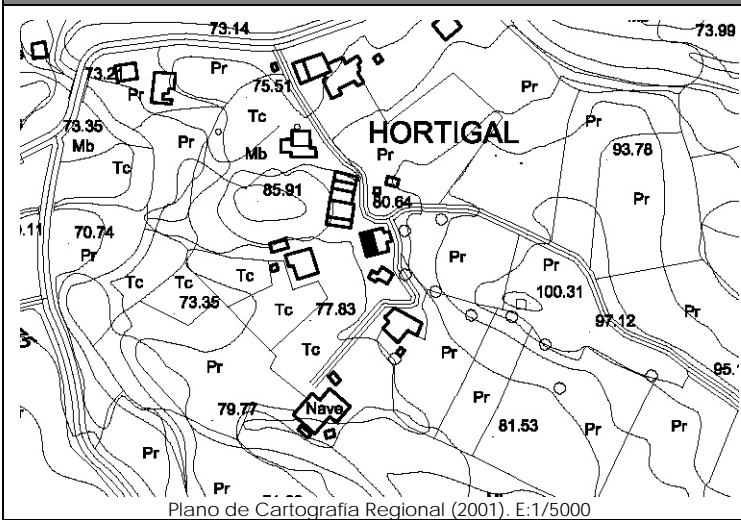 73.14
73.99
73.21
Pr
75.51
Pr
Pr
73.35
Tc
HORTIGAL
Pr
Mb
Pr
Mb
Pr
93.78
Tc
85.91
80.64
Pr
70.74
Pr
Pr
Pr
Tc
Tc
Tc
73.35
Tc
77.83
100.31
Pr
97.12
Tc
Pr
Pr
Pr
79.77
Nave
81.53
Pr
Pr
Pr
Pr
Plano de Cartografía Regional (2001). E:1/5000